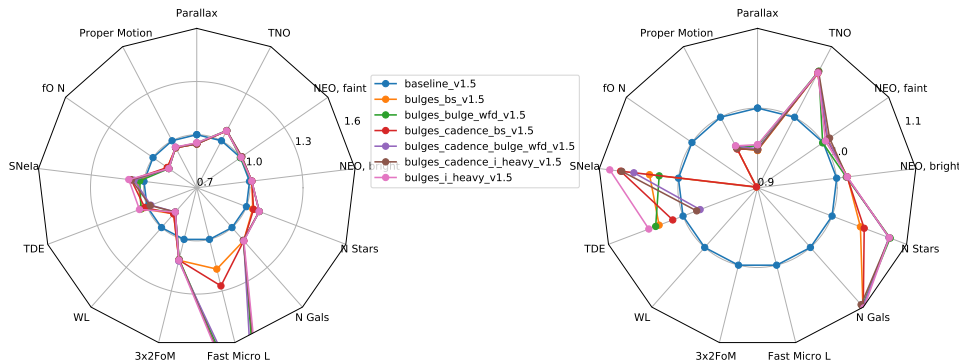 Parallax
TNO
NEO, faint
NEO, bright
N Stars
N Gals
Fast Micro L
3x2FoM
WL
TDE
SNeIa
fO N
Proper Motion
0.7
1.0
1.3
1.6
baseline_v1.5
bulges_bs_v1.5
bulges_bulge_wfd_v1.5
bulges_cadence_bs_v1.5
bulges_cadence_bulge_wfd_v1.5
bulges_cadence_i_heavy_v1.5
bulges_i_heavy_v1.5
Parallax
TNO
NEO, faint
NEO, bright
N Stars
N Gals
Fast Micro L
3x2FoM
WL
TDE
SNeIa
fO N
Proper Motion
0.9
1.0
1.1